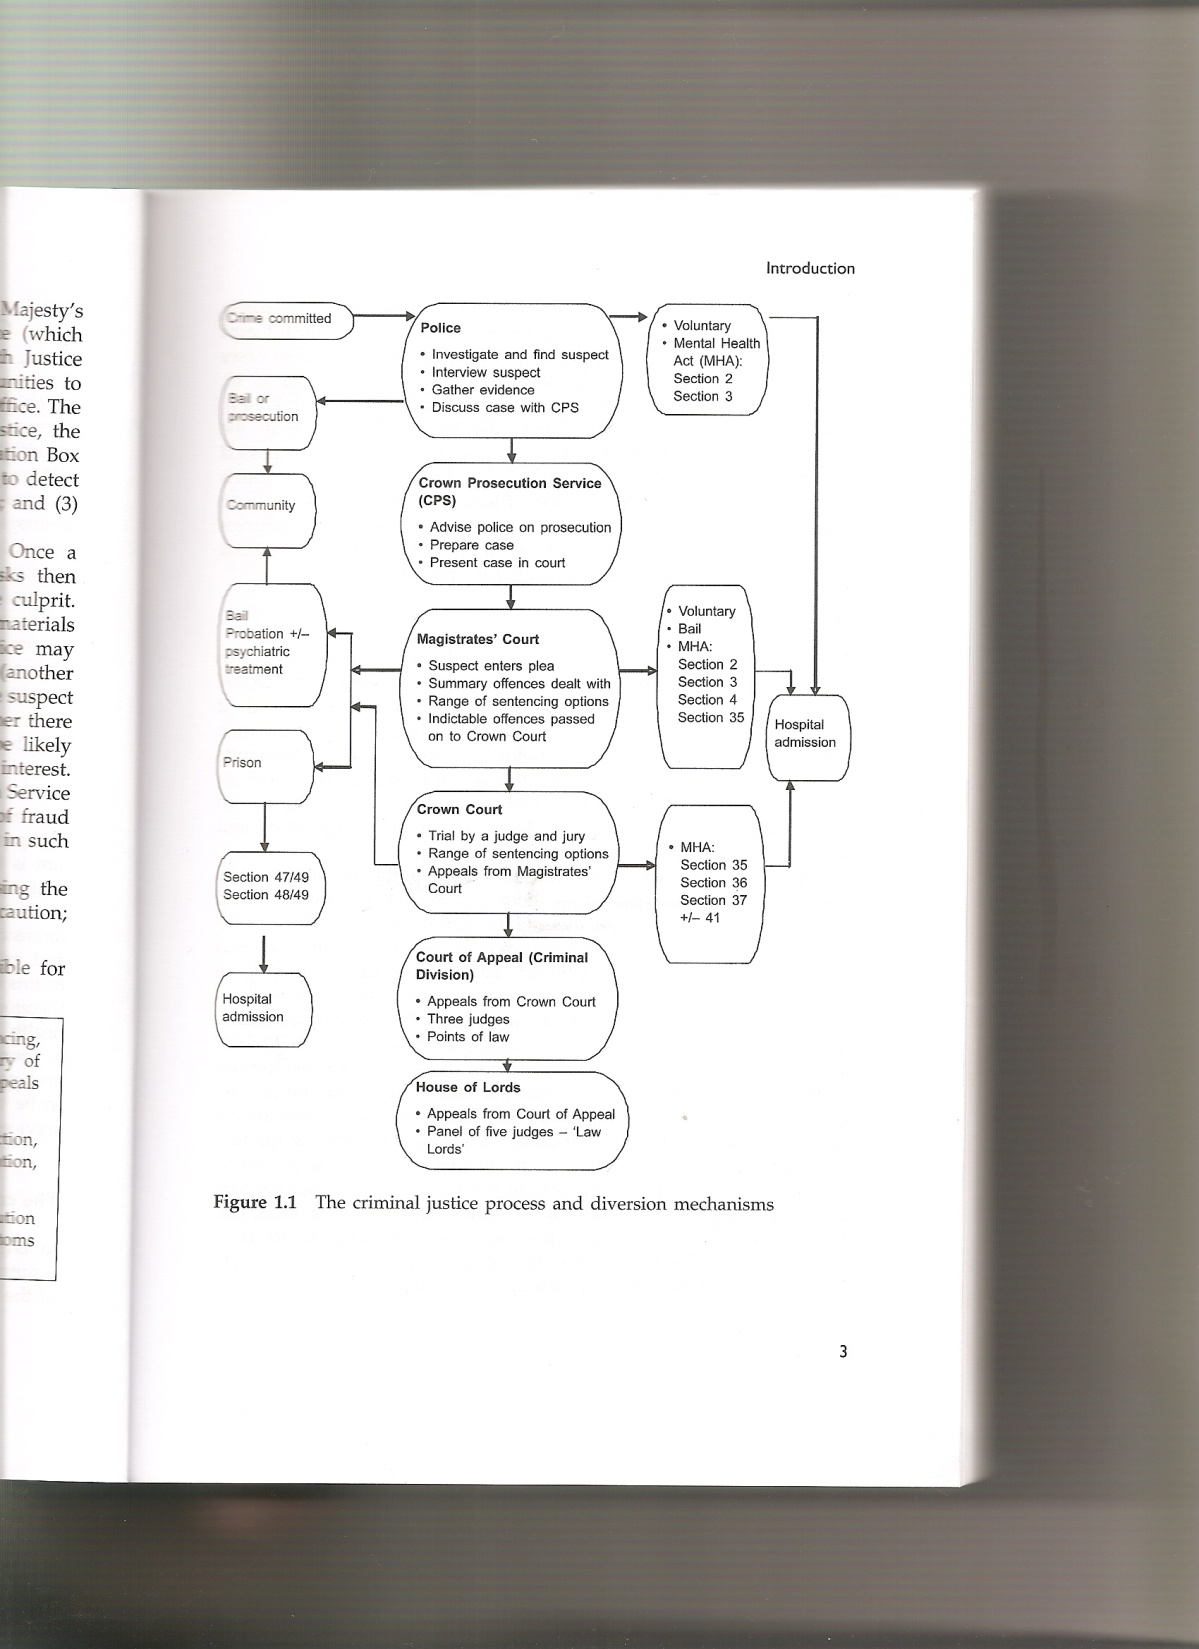 Majesty's
(which
Justice
to
The
the
Box
to detect
and (3)
Once a
then
culprit.
may
(another
suspect
there
likely
interest.
Service
of fraud
in such
the
caution;
for
of
Introduction
Crime committed
Police
• Investigate and find suspect
• Interview suspect
• Gather evidence
• Discuss case with CPS
• Voluntary
• Mental Health
Act (MHA):
Section 2
Section 3
Bail or
prosecution
Community
Crown Prosecution Service
(CPS)
• Advise police on prosecution
• Prepare case
• Present case in court
Bail
Probation +/–
psychiatric
treatment
Magistrates' Court
• Suspect enters plea
• Summary offences dealt with
• Range of sentencing options
• Indictable offences passed
on to Crown Court
• Voluntary
• Bail
• MHA:
Section 2
Section 3
Section 4
Section 35
Hospital
admission
Prison
Crown Court
• Trial by a judge and jury
• Range of sentencing options
• Appeals from Magistrates'
Court
• MHA:
Section 35
Section 36
Section 37
+/– 41
Section 47/49
Section 48/49
Hospital
admission
Court of Appeal (Criminal
Division)
• Appeals from Crown Court
• Three judges
• Points of law
House of Lords
• Appeals from Court of Appeal
• Panel of five judges – 'Law
Lords'
Figure 1.1 The criminal justice process and diversion mechanisms
3